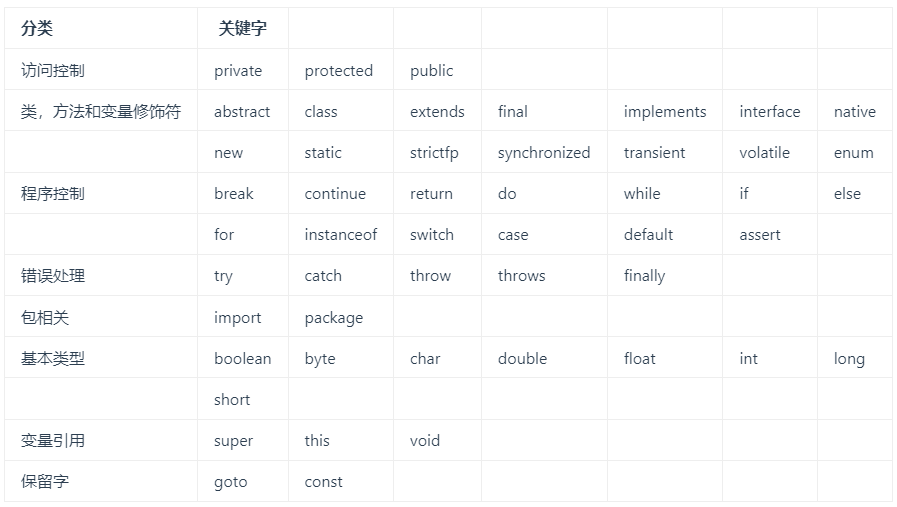 分类 关键字
访问控制 private protected public
类，方法和变量修饰符 abstract class extends final implements interface native
new static strictfp synchronized transient volatile enum
程序控制 break continue return do while if else
for instanceof switch case default assert
错误处理 try catch throw throws finally
包相关 import package
基本类型 boolean byte char double float int long
short
变量引用 super this void
保留字 goto const